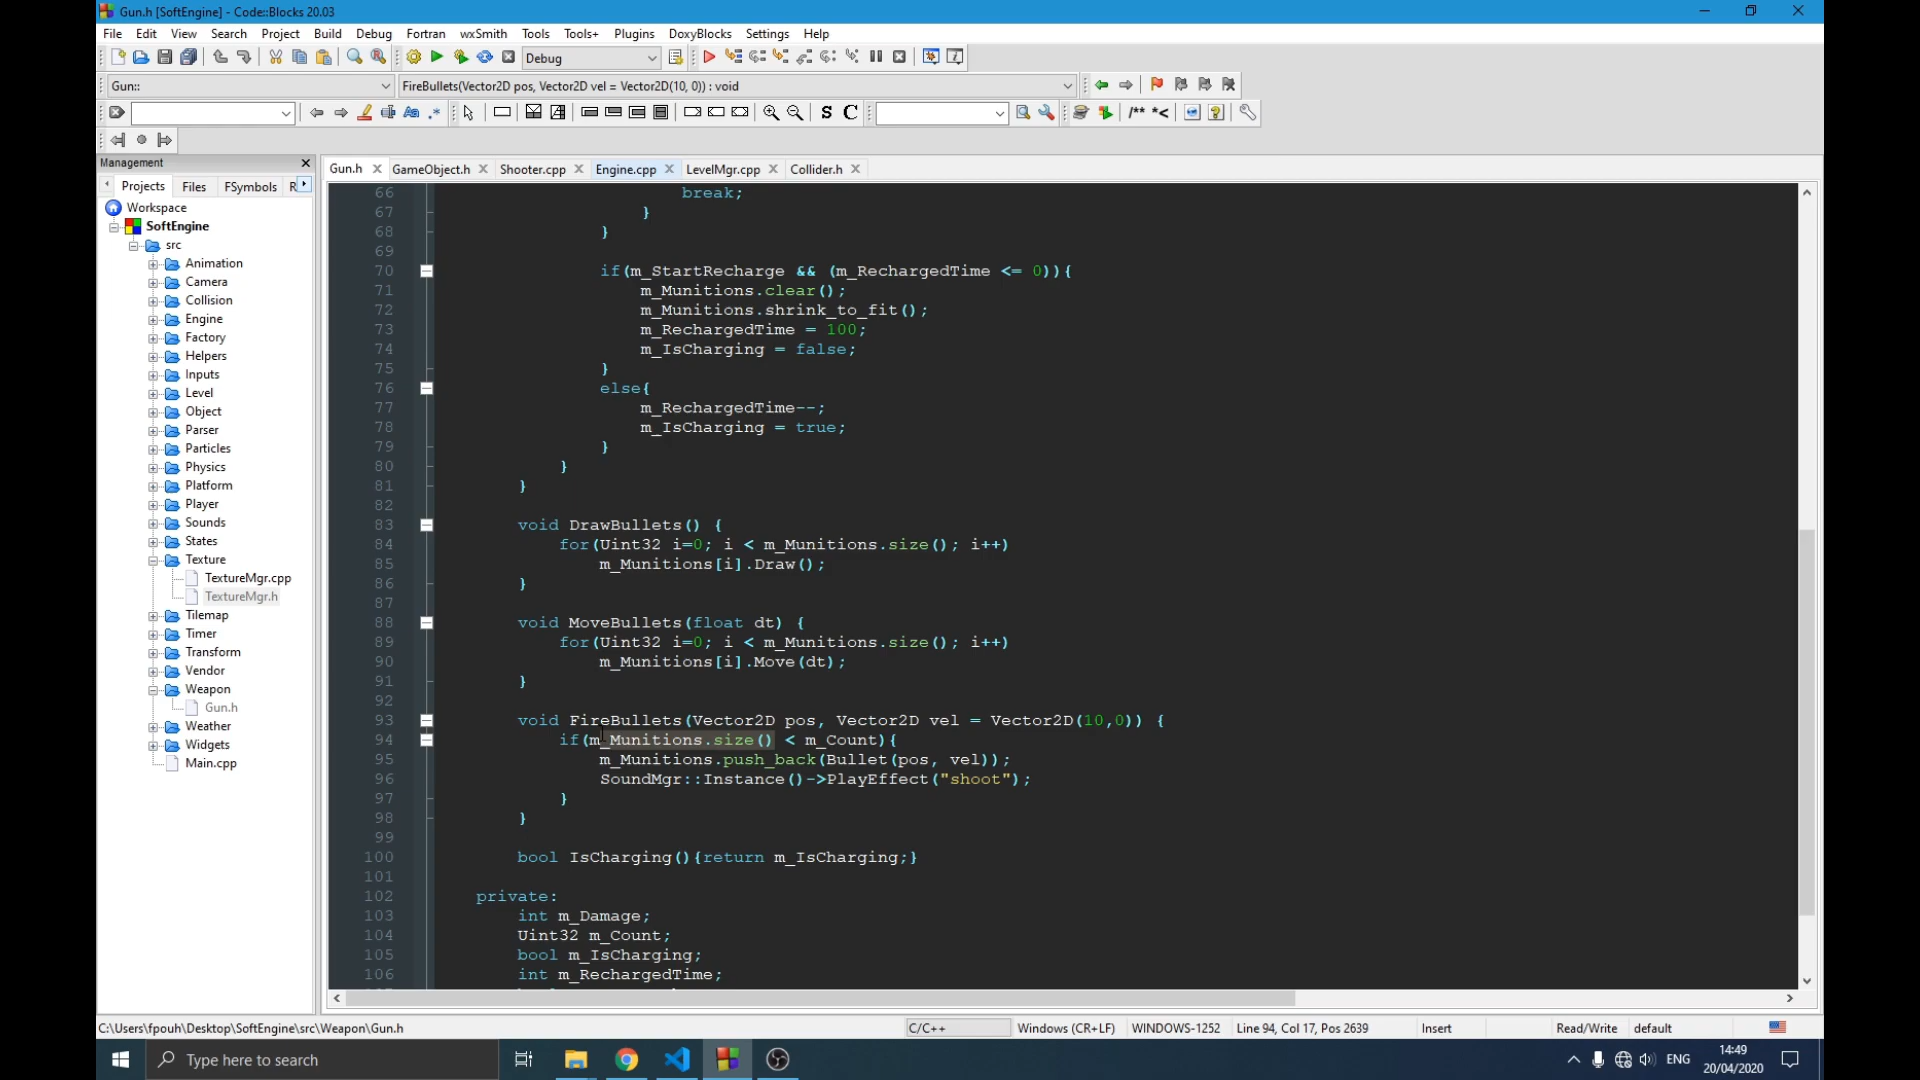 Gun.h [SoftEngine] - Code::Blocks 20.03
File Edit View Search Project Build Debug Fortran wxSmith Tools Tools+ Plugins DoxyBlocks Settings Help
Debug
Gun:: FireBullets(Vector2D pos, Vector2D vel = Vector2D(10, 0)) : void
Management
Projects Files FSymbols R
Workspace
SoftEngine
src
Animation
Camera
Collision
Engine
Factory
Helpers
Inputs
Level
Object
Parser
Particles
Physics
Platform
Player
Sounds
States
Texture
TextureMgr.cpp
TextureMgr.h
Tilemap
Timer
Transform
Vendor
Weapon
Gun.h
Weather
Widgets
Main.cpp
Gun.h GameObject.h Shooter.cpp Engine.cpp LevelMgr.cpp Collider.h
66 break;
67 }
68 }
69
70 if(m_StartRecharge && (m_RechargedTime <= 0)){
71 m_Munitions.clear();
72 m_Munitions.shrink_to_fit();
73 m_RechargedTime = 100;
74 m_IsCharging = false;
75 }
76 else{
77 m_RechargedTime--;
78 m_IsCharging = true;
79 }
80 }
81 }
82
83 void DrawBullets() {
84 for(Uint32 i=0; i < m_Munitions.size(); i++)
85 m_Munitions[i].Draw();
86 }
87
88 void MoveBullets(float dt) {
89 for(Uint32 i=0; i < m_Munitions.size(); i++)
90 m_Munitions[i].Move(dt);
91 }
92
93 void FireBullets(Vector2D pos, Vector2D vel = Vector2D(10,0)) {
94 if(m_Munitions.size() < m_Count){
95 m_Munitions.push_back(Bullet(pos, vel));
96 SoundMgr::Instance()->PlayEffect("shoot");
97 }
98 }
99
100 bool IsCharging(){return m_IsCharging;}
101
102 private:
103 int m_Damage;
104 Uint32 m_Count;
105 bool m_IsCharging;
106 int m_RechargedTime;
C:\Users\fpouh\Desktop\SoftEngine\src\Weapon\Gun.h C/C++ Windows (CR+LF) WINDOWS-1252 Line 94, Col 17, Pos 2639 Insert Read/Write default
Type here to search
ENG
14:49
20/04/2020